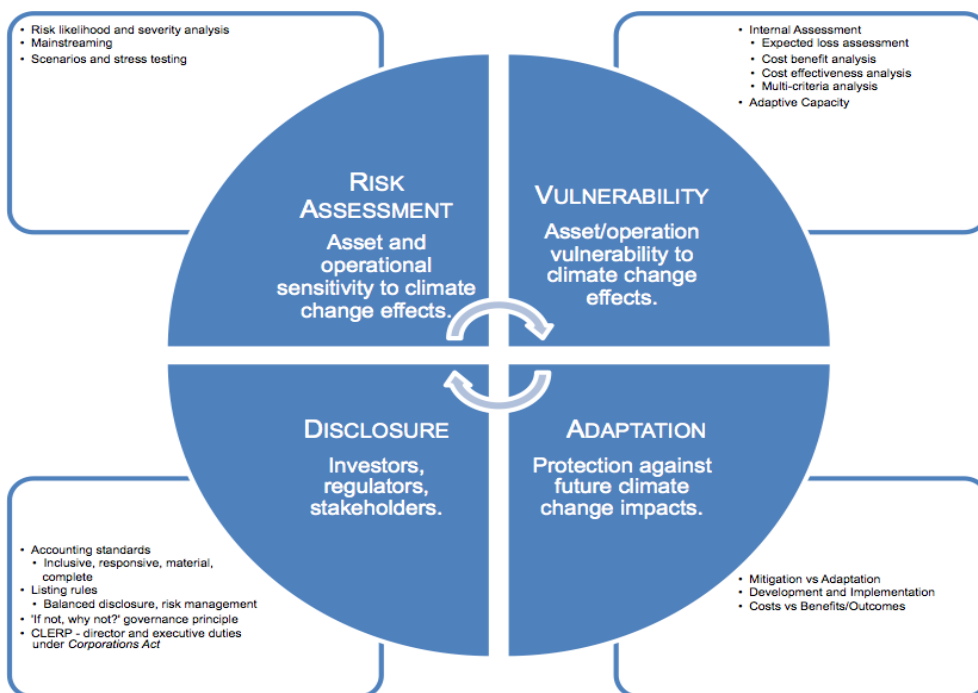 • Risk likelihood and severity analysis
• Mainstreaming
• Scenarios and stress testing
• Internal Assessment
• Expected loss assessment
• Cost benefit analysis
• Cost effectiveness analysis
• Multi-criteria analysis
• Adaptive Capacity
RISK
ASSESSMENT
Asset and
operational
sensitivity to climate
change effects.
VULNERABILITY
Asset/operation
vulnerability to
climate change
effects.
DISCLOSURE
Investors,
regulators,
stakeholders.
ADAPTATION
Protection against
future climate
change impacts.
• Accounting standards
• Inclusive, responsive, material,
complete
• Listing rules
• Balanced disclosure, risk management
• 'If not, why not?' governance principle
• CLERP - director and executive duties
under Corporations Act
• Mitigation vs Adaptation
• Development and Implementation
• Costs vs Benefits/Outcomes